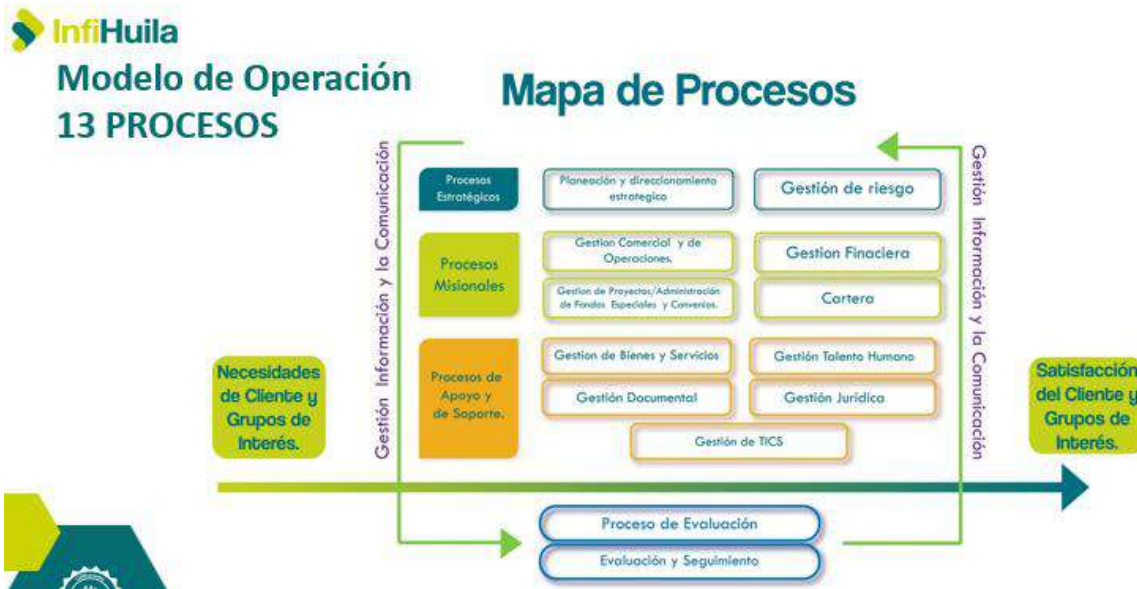 InfiHuila
Modelo de Operación
13 PROCESOS
Mapa de Procesos
Gestión Información y la Comunicación
Procesos
Estratégicos
Planeación y direccionamiento
estrategico
Gestión de riesgo
Procesos
Misionales
Gestion Comercial y de
Operaciones.
Gestion Finaciera
Gestion de Proyectos/Administración
de Fondos Especiales y Convenios.
Cartera
Procesos de
Apoyo y
de Soporte.
Gestion de Bienes y Servicios
Gestión Talento Humano
Gestión Documental
Gestión Juridica
Gestión de TICS
Gestión Información y la Comunicación
Necesidades
de Cliente y
Grupos de
Interés.
Satisfacción
del Cliente y
Grupos de
Interés.
Proceso de Evaluación
Evaluación y Seguimiento